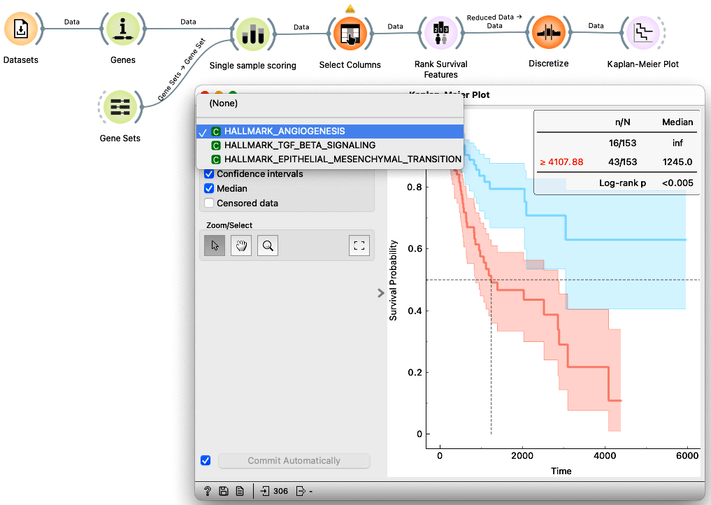 Data
Data
Data
Data
Reduced Data → Data
Data
Datasets
Genes
Single sample scoring
Select Columns
Rank Survival Features
Discretize
Kaplan-Meier Plot
Gene Sets → Gene Set
Gene Sets
Kaplan-Meier Plot
(None)
✓ C HALLMARK_ANGIOGENESIS
C HALLMARK_TGF_BETA_SIGNALING
C HALLMARK_EPITHELIAL_MESENCHYMAL_TRANSITION
Confidence intervals
Median
Censored data
Zoom/Select
Commit Automatically
? 306 -
n/N Median
16/153 inf
≥ 4107.88 43/153 1245.0
Log-rank p <0.005
Survival Probability
0.8
0.6
0.4
0.2
0
0 2000 4000 6000
Time